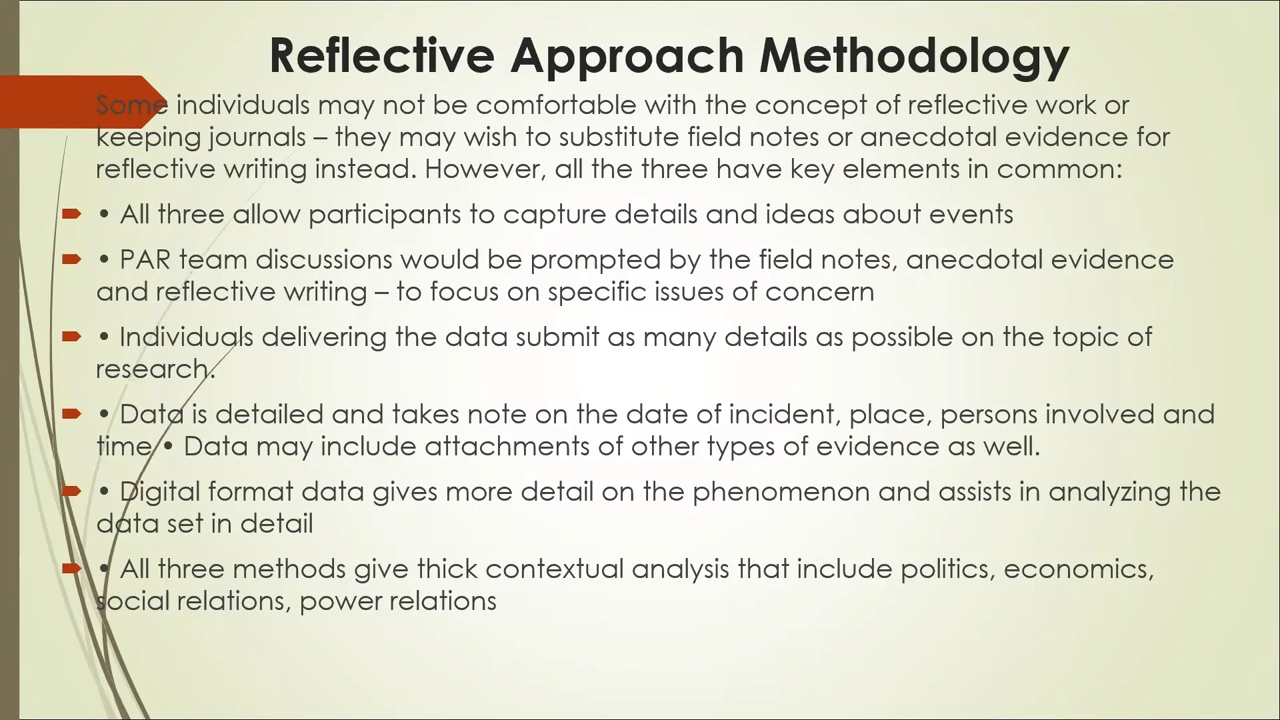 Reflective Approach Methodology
Some individuals may not be comfortable with the concept of reflective work or
keeping journals – they may wish to substitute field notes or anecdotal evidence for
reflective writing instead. However, all the three have key elements in common:
• All three allow participants to capture details and ideas about events
• PAR team discussions would be prompted by the field notes, anecdotal evidence
and reflective writing – to focus on specific issues of concern
• Individuals delivering the data submit as many details as possible on the topic of
research.
• Data is detailed and takes note on the date of incident, place, persons involved and
time • Data may include attachments of other types of evidence as well.
• Digital format data gives more detail on the phenomenon and assists in analyzing the
data set in detail
• All three methods give thick contextual analysis that include politics, economics,
social relations, power relations